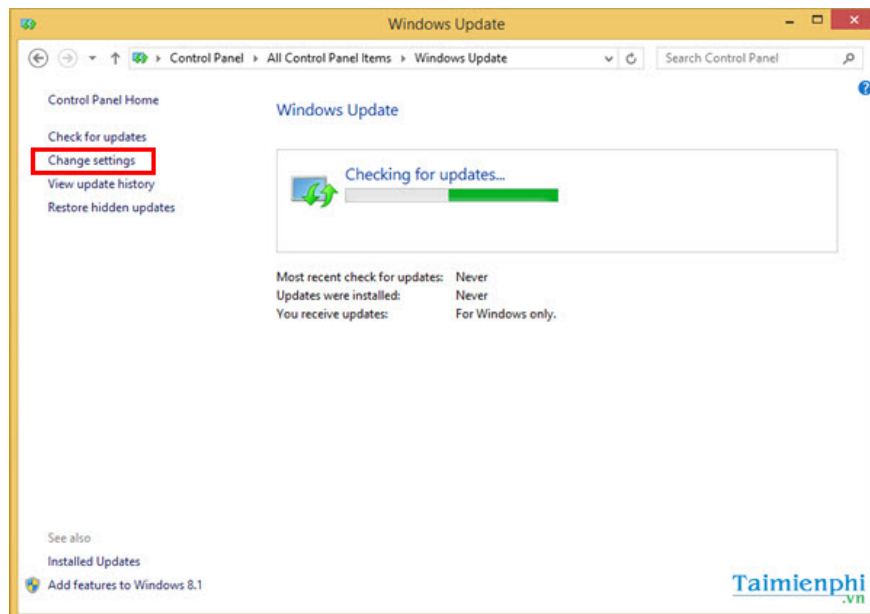 Windows Update
Control Panel
All Control Panel Items
Windows Update
Search Control Panel
Control Panel Home
Check for updates
Change settings
View update history
Restore hidden updates
Windows Update
Checking for updates...
Most recent check for updates: Never
Updates were installed: Never
You receive updates: For Windows only.
See also
Installed Updates
Add features to Windows 8.1
Taimienphi
.vn